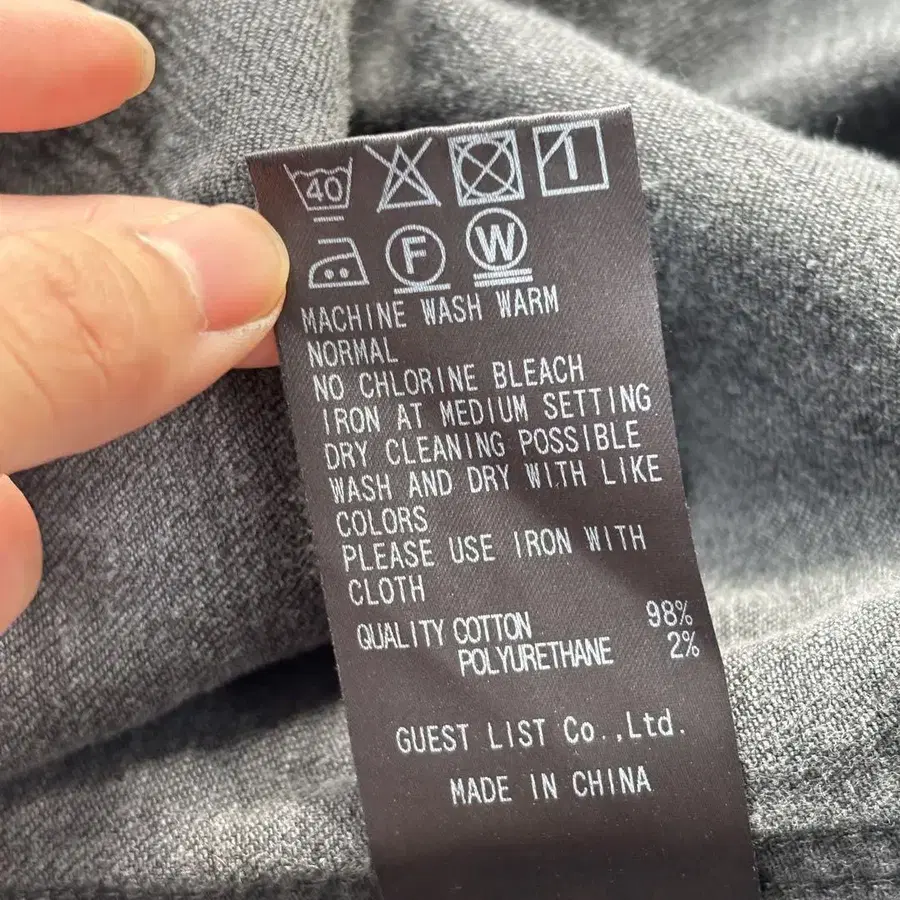 40
F W
MACHINE WASH WARM
NORMAL
NO CHLORINE BLEACH
IRON AT MEDIUM SETTING
DRY CLEANING POSSIBLE
WASH AND DRY WITH LIKE
COLORS
PLEASE USE IRON WITH
CLOTH
QUALITY COTTON 98%
POLYURETHANE 2%
GUEST LIST Co.,Ltd.
MADE IN CHINA